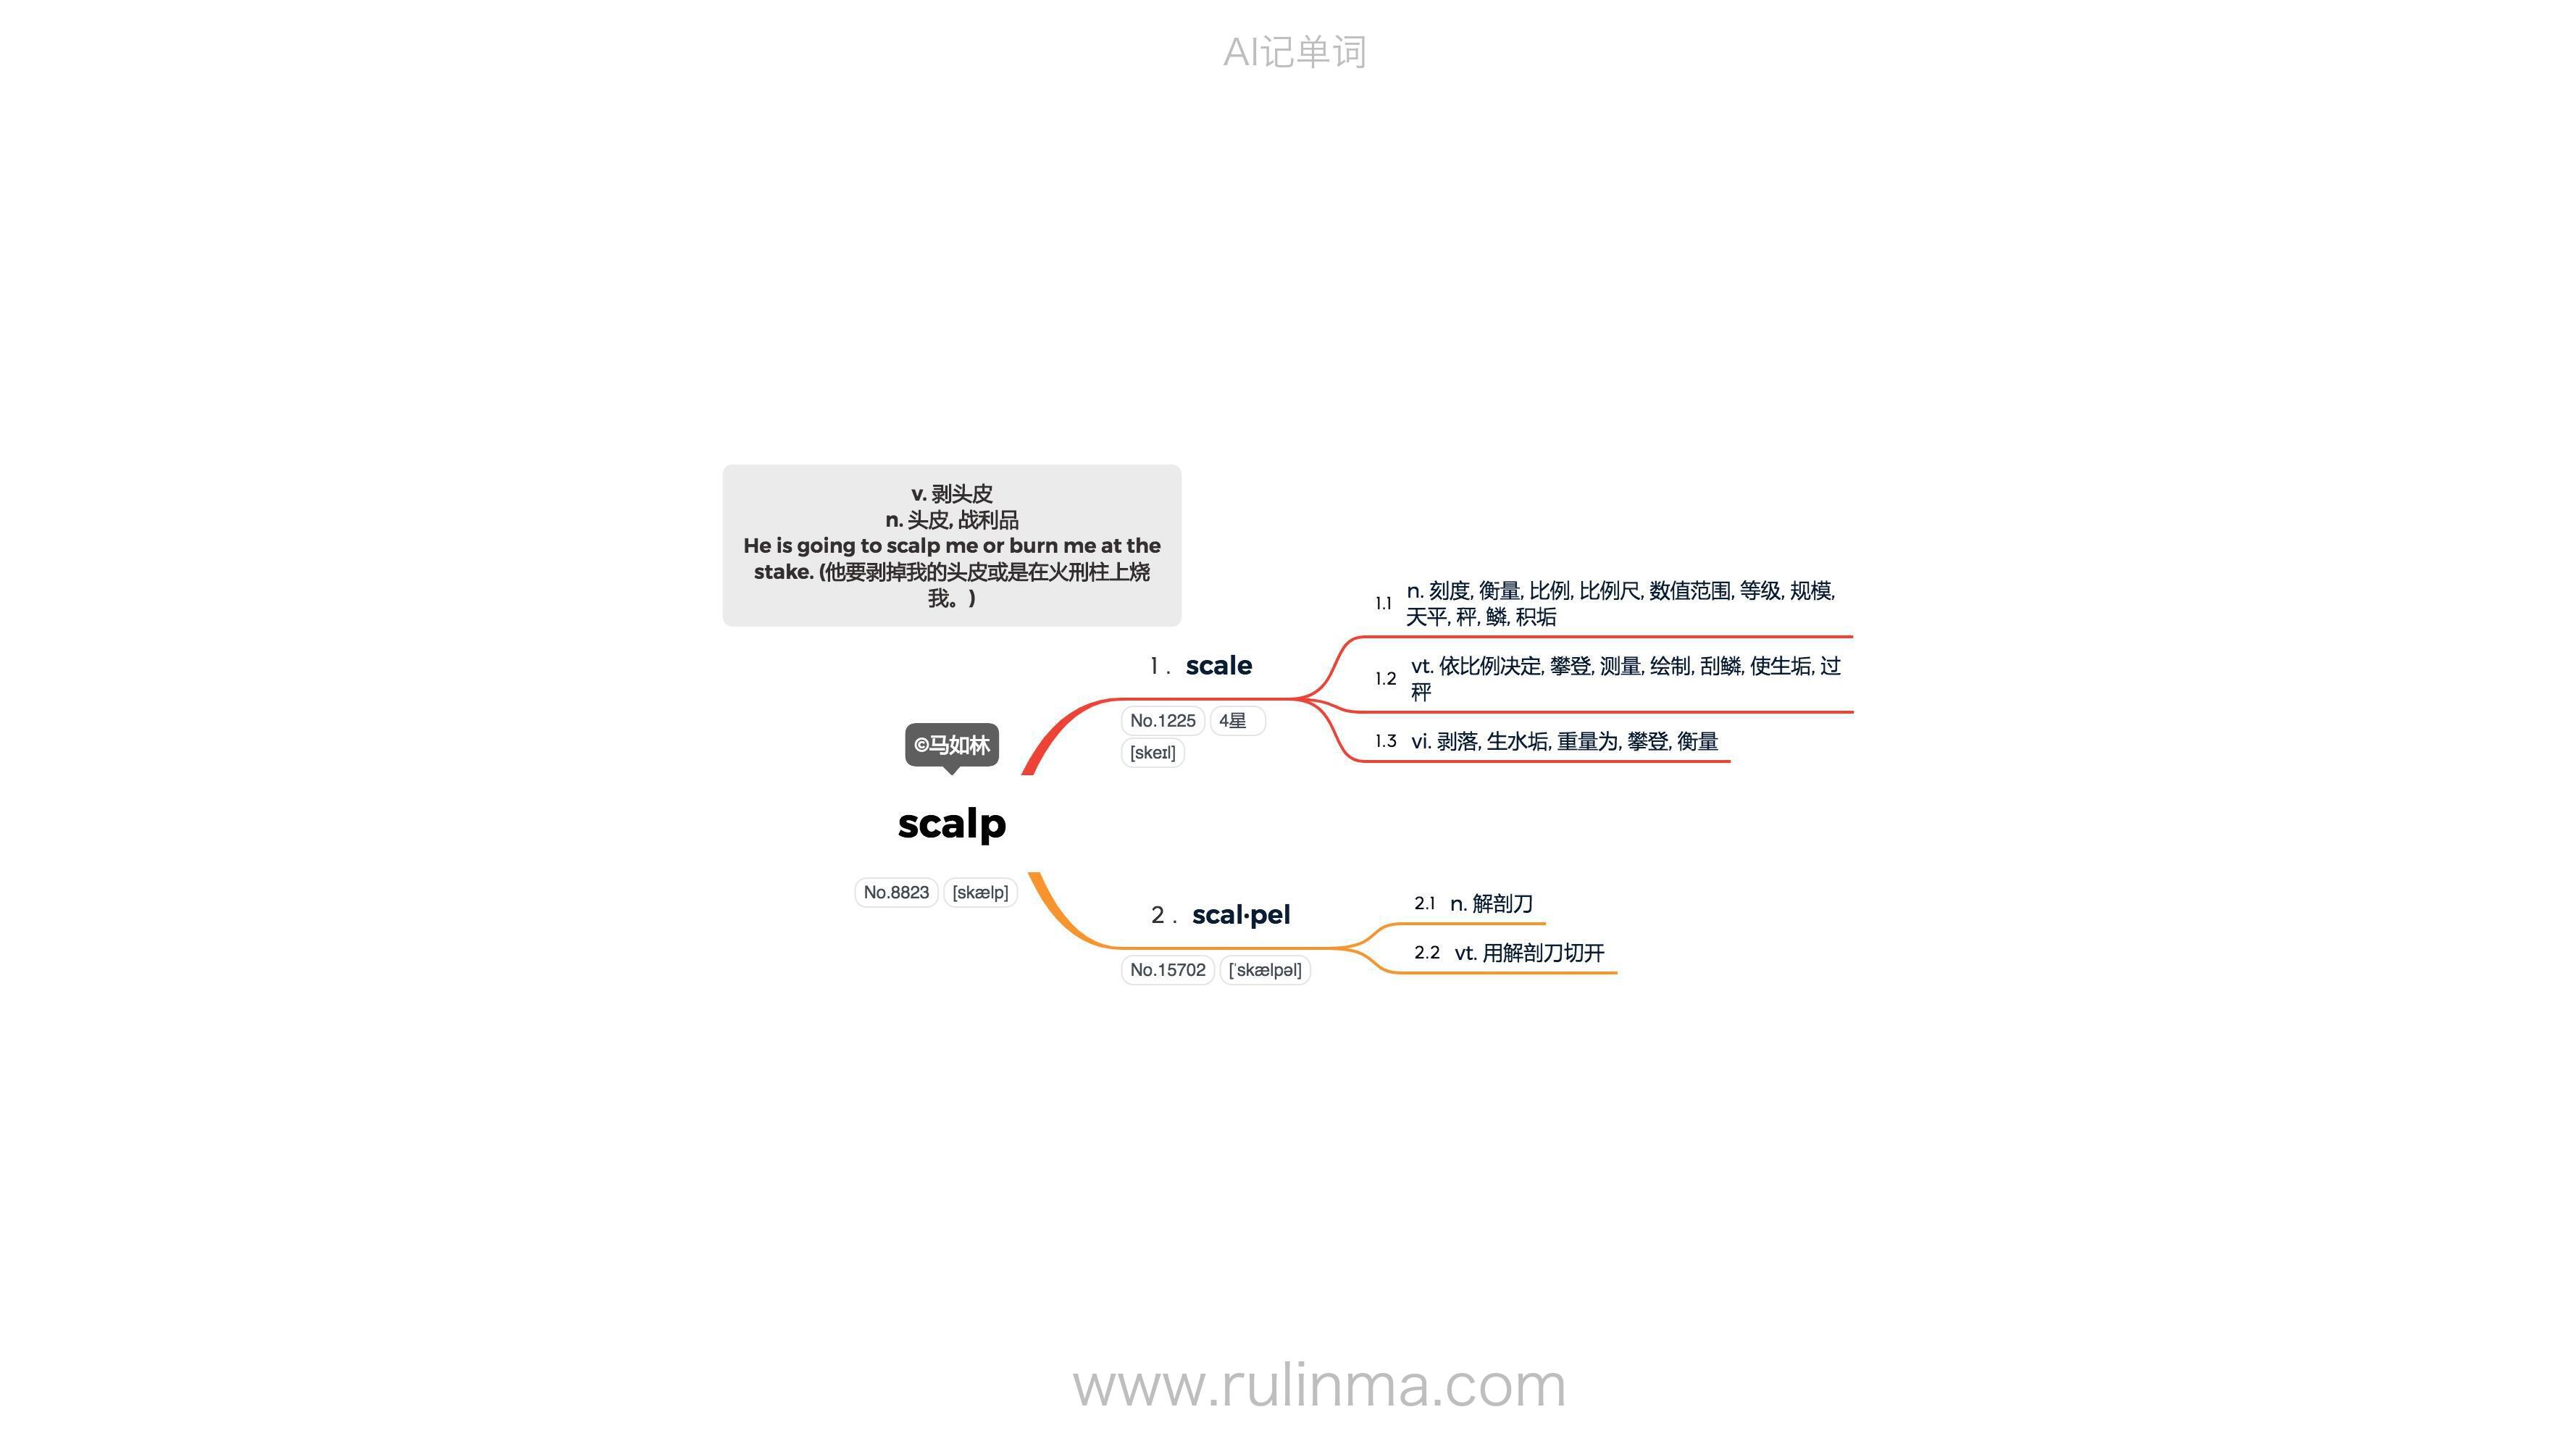 AI记单词
v. 剥头皮
n. 头皮, 战利品
He is going to scalp me or burn me at the
stake. (他要剥掉我的头皮或是在火刑柱上烧
我。)
©马如林
scalp
No.8823 [skælp]
1. scale
No.1225 4星
[skeɪl]
1.1 n. 刻度, 衡量, 比例, 比例尺, 数值范围, 等级, 规模,
天平, 秤, 鳞, 积垢
1.2 vt. 依比例决定, 攀登, 测量, 绘制, 刮鳞, 使生垢, 过
秤
1.3 vi. 剥落, 生水垢, 重量为, 攀登, 衡量
2. scal·pel
No.15702 [ˈskælpəl]
2.1 n. 解剖刀
2.2 vt. 用解剖刀切开
www.rulinma.com